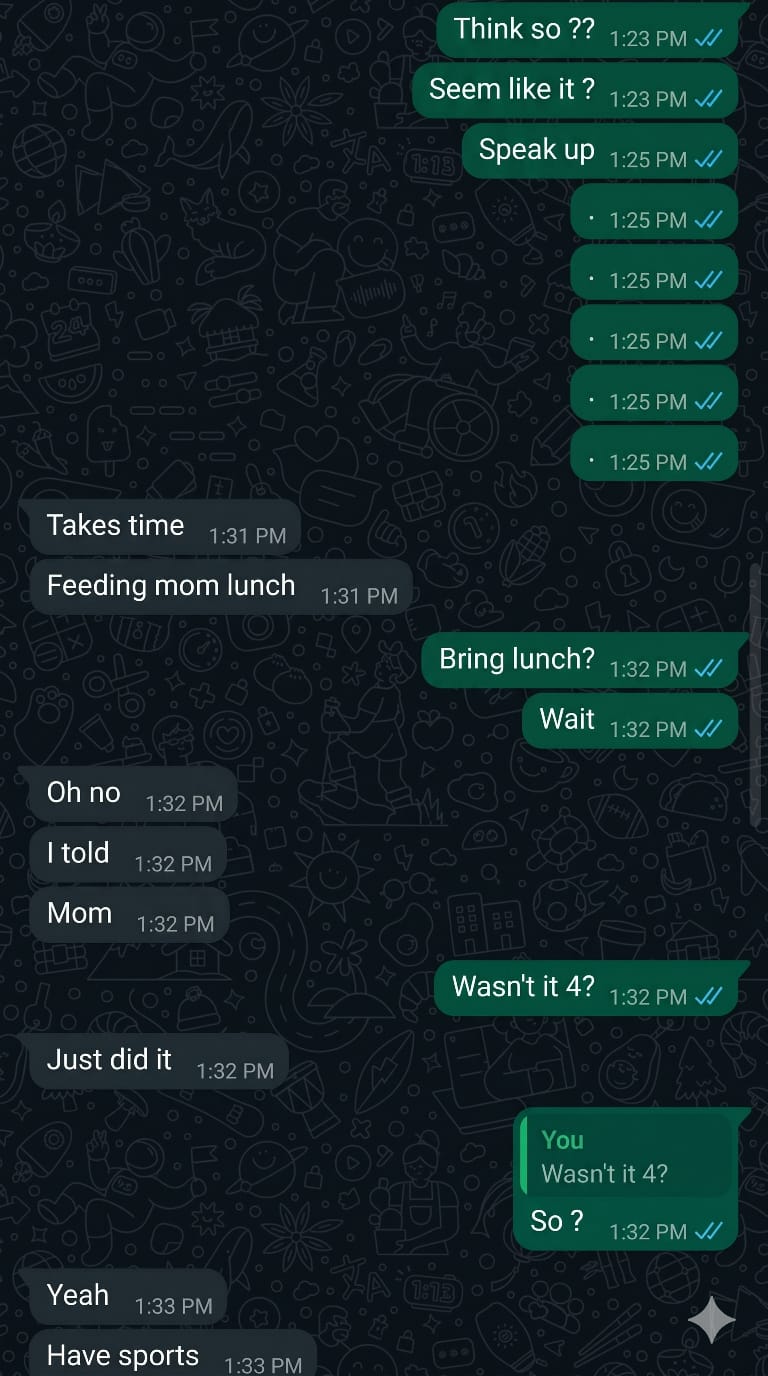 Think so ?? 1:23 PM
Seem like it ? 1:23 PM
Speak up 1:25 PM
. 1:25 PM
. 1:25 PM
. 1:25 PM
. 1:25 PM
. 1:25 PM
Takes time 1:31 PM
Feeding mom lunch 1:31 PM
Bring lunch? 1:32 PM
Wait 1:32 PM
Oh no 1:32 PM
I told 1:32 PM
Mom 1:32 PM
Wasn't it 4? 1:32 PM
Just did it 1:32 PM
You
Wasn't it 4?
So ? 1:32 PM
Yeah 1:33 PM
Have sports 1:33 PM